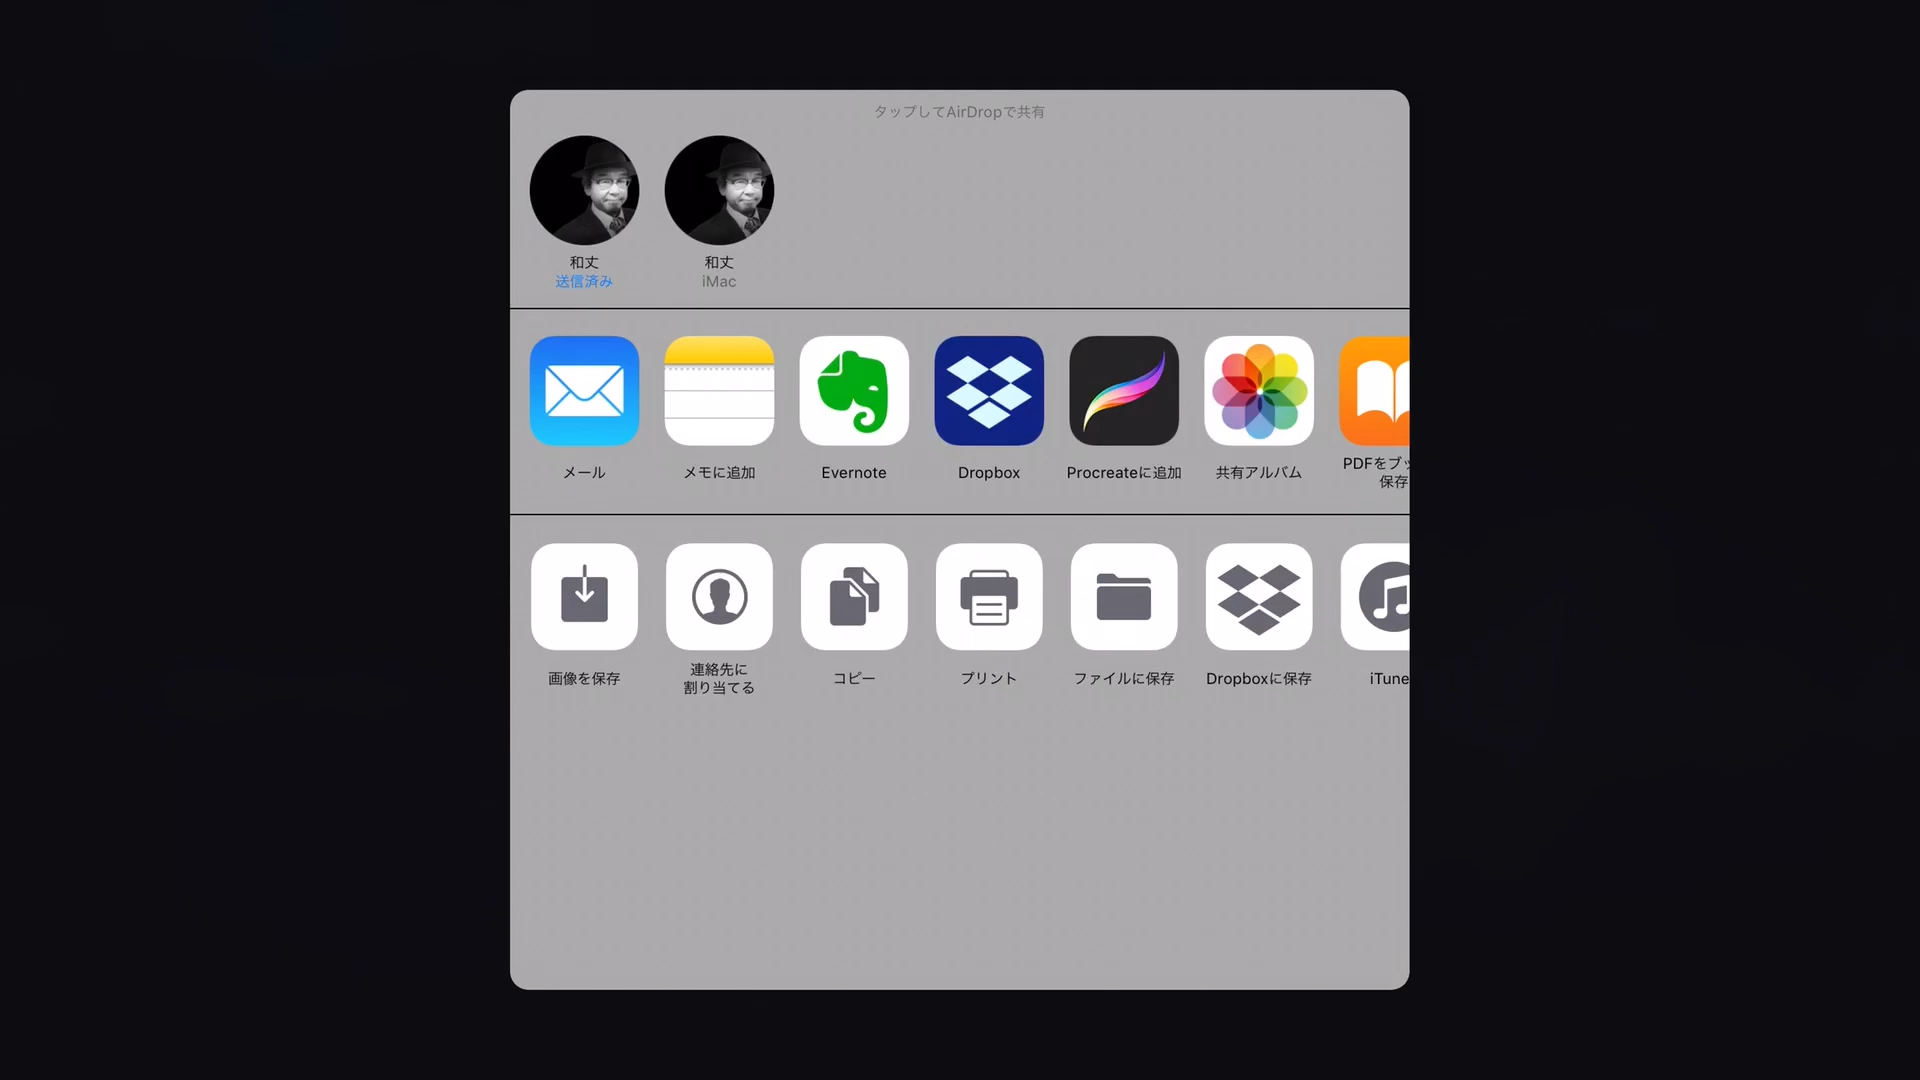 タップしてAirDropで共有
和丈
送信済み
和丈
iMac
メール
メモに追加
Evernote
Dropbox
Procreateに追加
共有アルバム
PDFをブッ
保存
画像を保存
連絡先に
割り当てる
コピー
プリント
ファイルに保存
Dropboxに保存
iTune